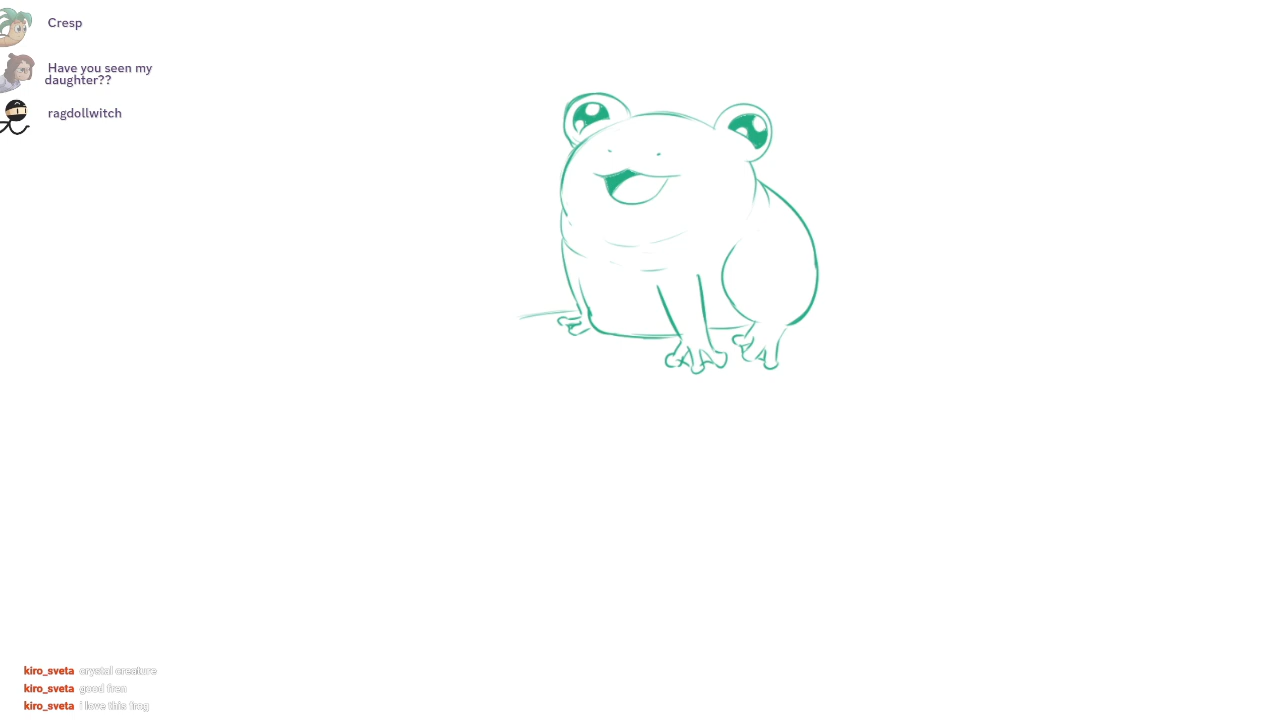 Cresp
Have you seen my
daughter??
ragdollwitch
kiro_sveta crystal creature
kiro_sveta good fren
kiro_sveta i love this frog